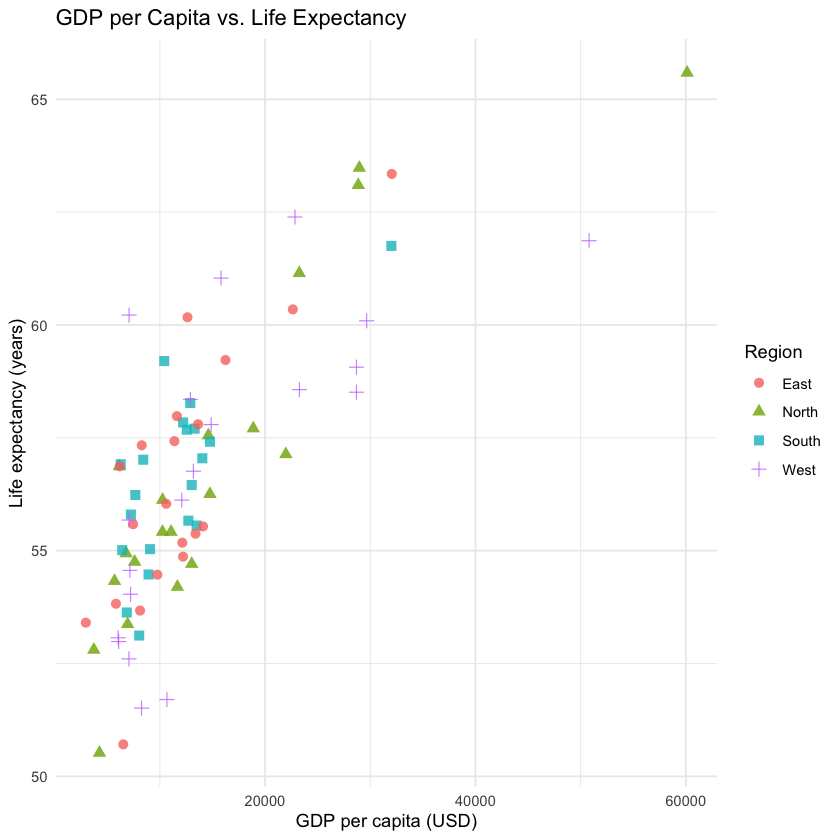 GDP per Capita vs. Life Expectancy
65
60
55
50
Life expectancy (years)
20000
40000
60000
GDP per capita (USD)
Region
East
North
South
West